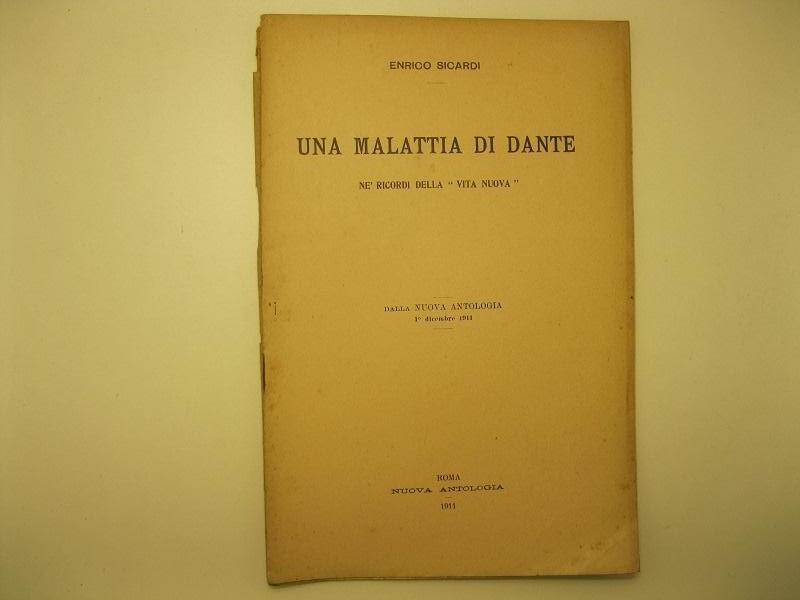 ENRICO SICARDI
UNA MALATTIA DI DANTE
NE' RICORDI DELLA “ VITA NUOVA ”
DALLA NUOVA ANTOLOGIA
1° dicembre 1911
ROMA
NUOVA ANTOLOGIA
1911